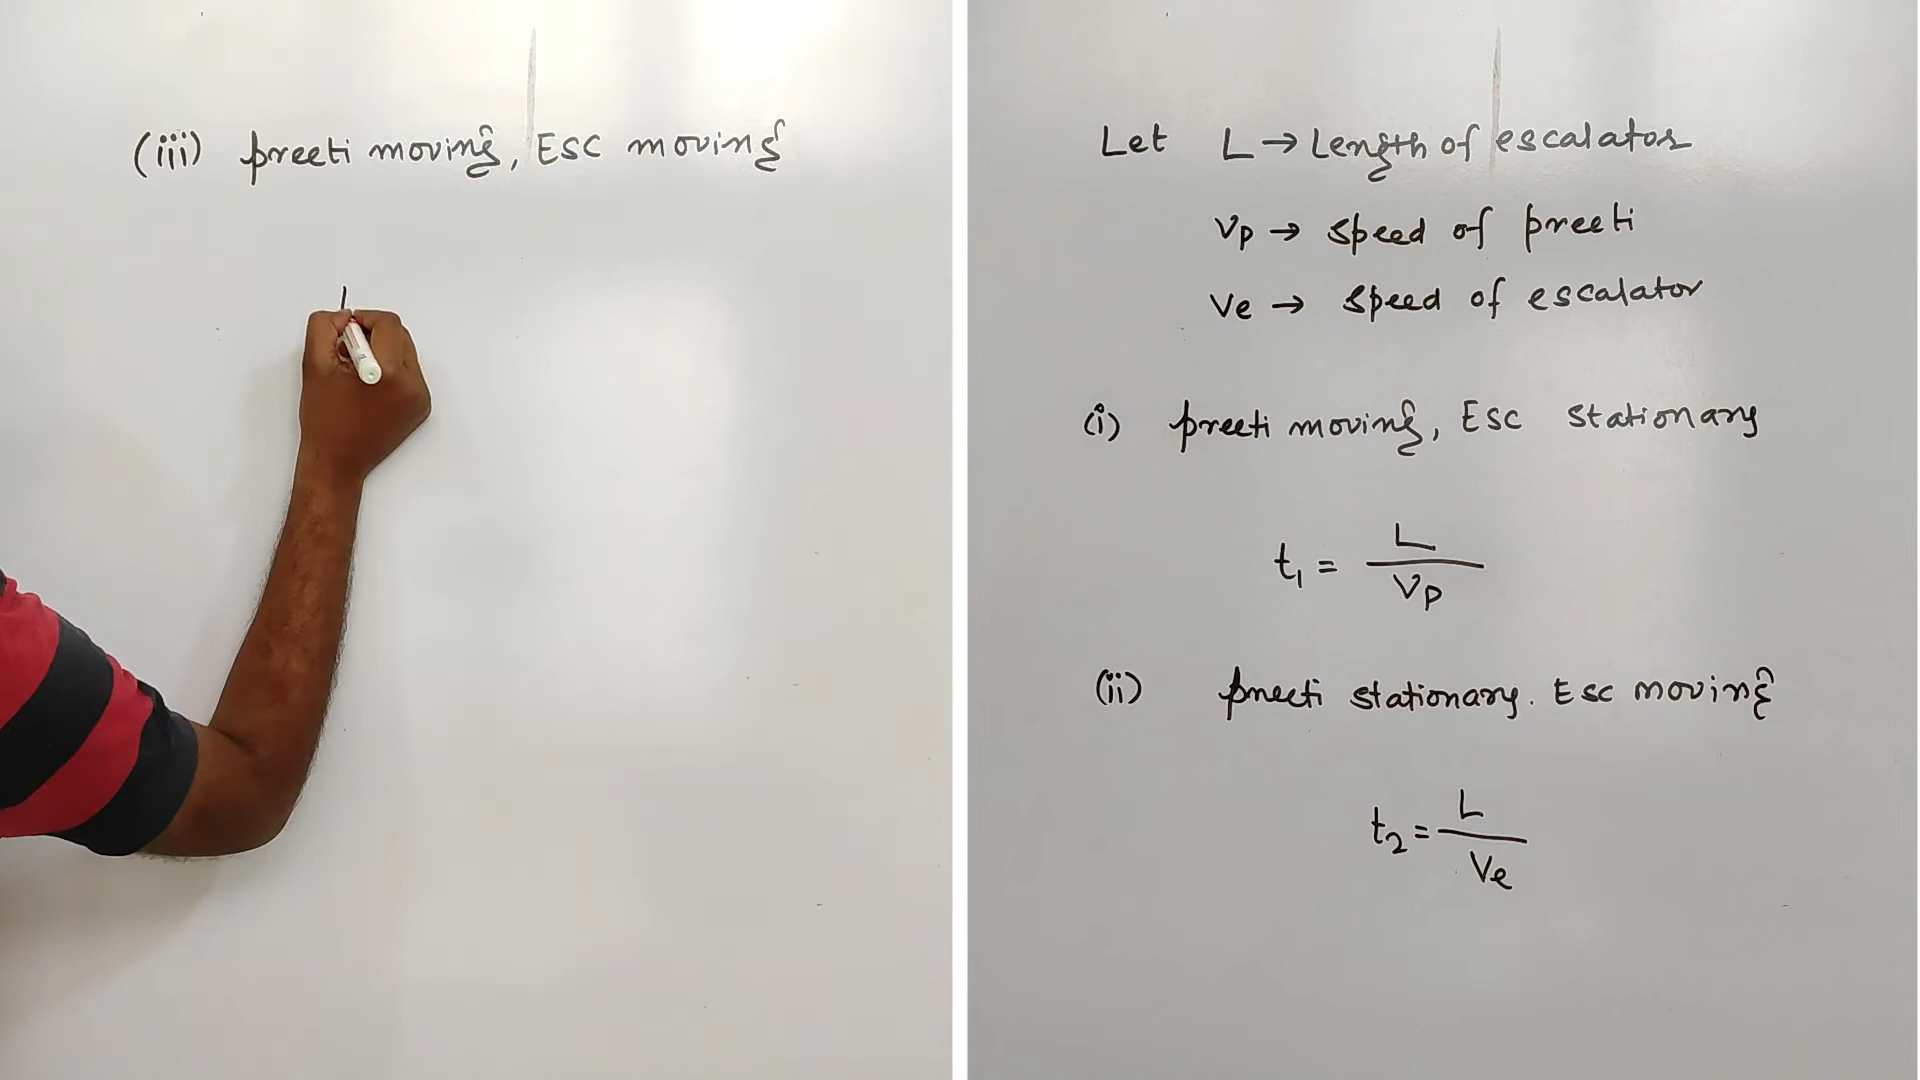 (iii) preeti moving, Esc moving
Let L → Length of escalator
Vp → speed of preeti
Ve → speed of escalator
(i) preeti moving, Esc stationary
t₁ = L / Vp
(ii) preeti stationary. Esc moving
t₂ = L / Ve